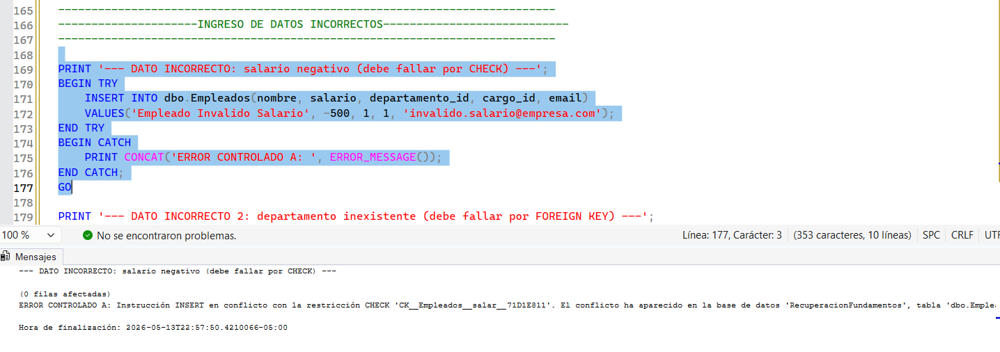 165 ---------------------------------------------------------------------------
166 ---------------------INGRESO DE DATOS INCORRECTOS----------------------------
167 ---------------------------------------------------------------------------
168
169 PRINT '--- DATO INCORRECTO: salario negativo (debe fallar por CHECK) ---';
170 BEGIN TRY
171     INSERT INTO dbo.Empleados(nombre, salario, departamento_id, cargo_id, email)
172     VALUES('Empleado Invalido Salario', -500, 1, 1, 'invalido.salario@empresa.com');
173 END TRY
174 BEGIN CATCH
175     PRINT CONCAT('ERROR CONTROLADO A: ', ERROR_MESSAGE());
176 END CATCH;
177 GO
178
179 PRINT '--- DATO INCORRECTO 2: departamento inexistente (debe fallar por FOREIGN KEY) ---';
100 % No se encontraron problemas. Línea: 177, Carácter: 3 (353 caracteres, 10 líneas) SPC CRLF UTF
Mensajes
--- DATO INCORRECTO: salario negativo (debe fallar por CHECK) ---
(0 filas afectadas)
ERROR CONTROLADO A: Instrucción INSERT en conflicto con la restricción CHECK 'CK__Empleados__salar__71D1E811'. El conflicto ha aparecido en la base de datos 'RecuperacionFundamentos', tabla 'dbo.Emplea
Hora de finalización: 2026-05-13T22:57:50.4210066-05:00